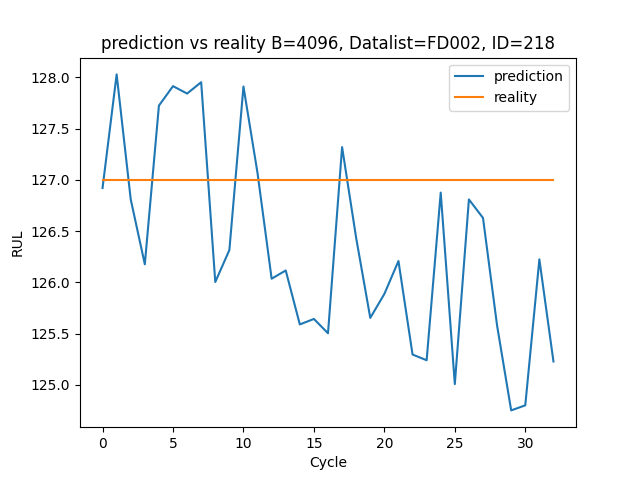 prediction vs reality B=4096, Datalist=FD002, ID=218
prediction
reality
128.0
127.5
127.0
126.5
126.0
125.5
125.0
RUL
0 5 10 15 20 25 30
Cycle